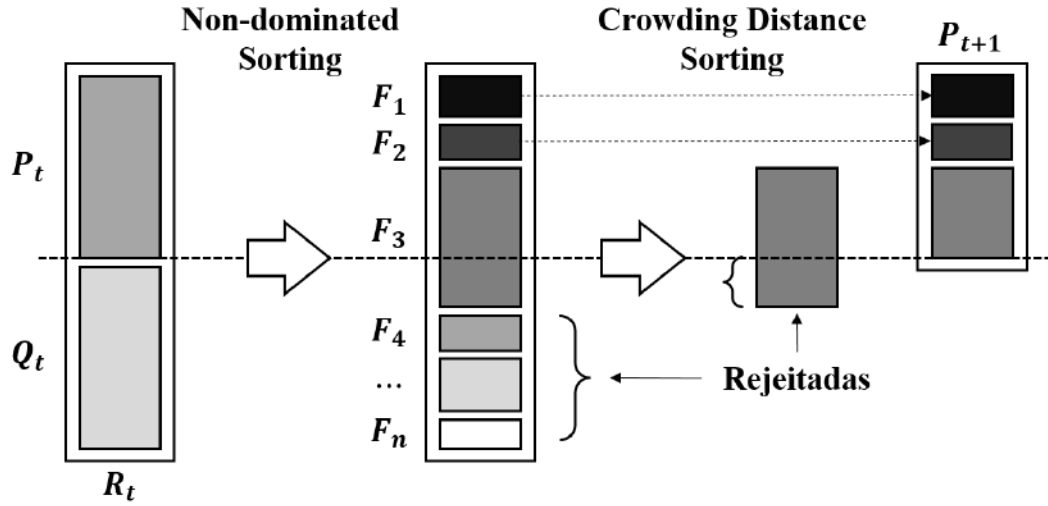 Non-dominated
Sorting
Crowding Distance
Sorting
P_{t+1}
F_1
F_2
P_t
F_3
F_4
Q_t
...
Rejeitadas
F_n
R_t